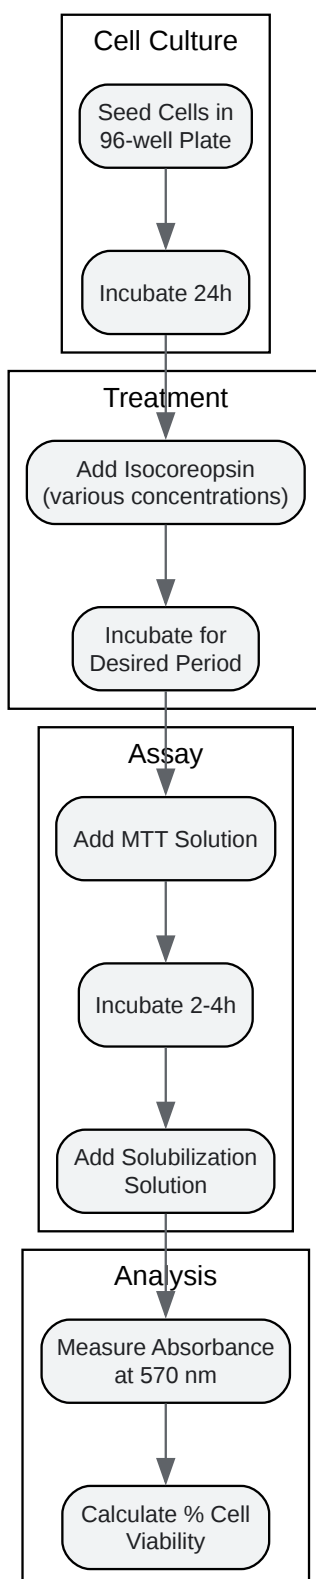 Cell Culture
Seed Cells in
96-well Plate
Incubate 24h
Treatment
Add Isocoreopsin
(various concentrations)
Incubate for
Desired Period
Assay
Add MTT Solution
Incubate 2-4h
Add Solubilization
Solution
Analysis
Measure Absorbance
at 570 nm
Calculate % Cell
Viability